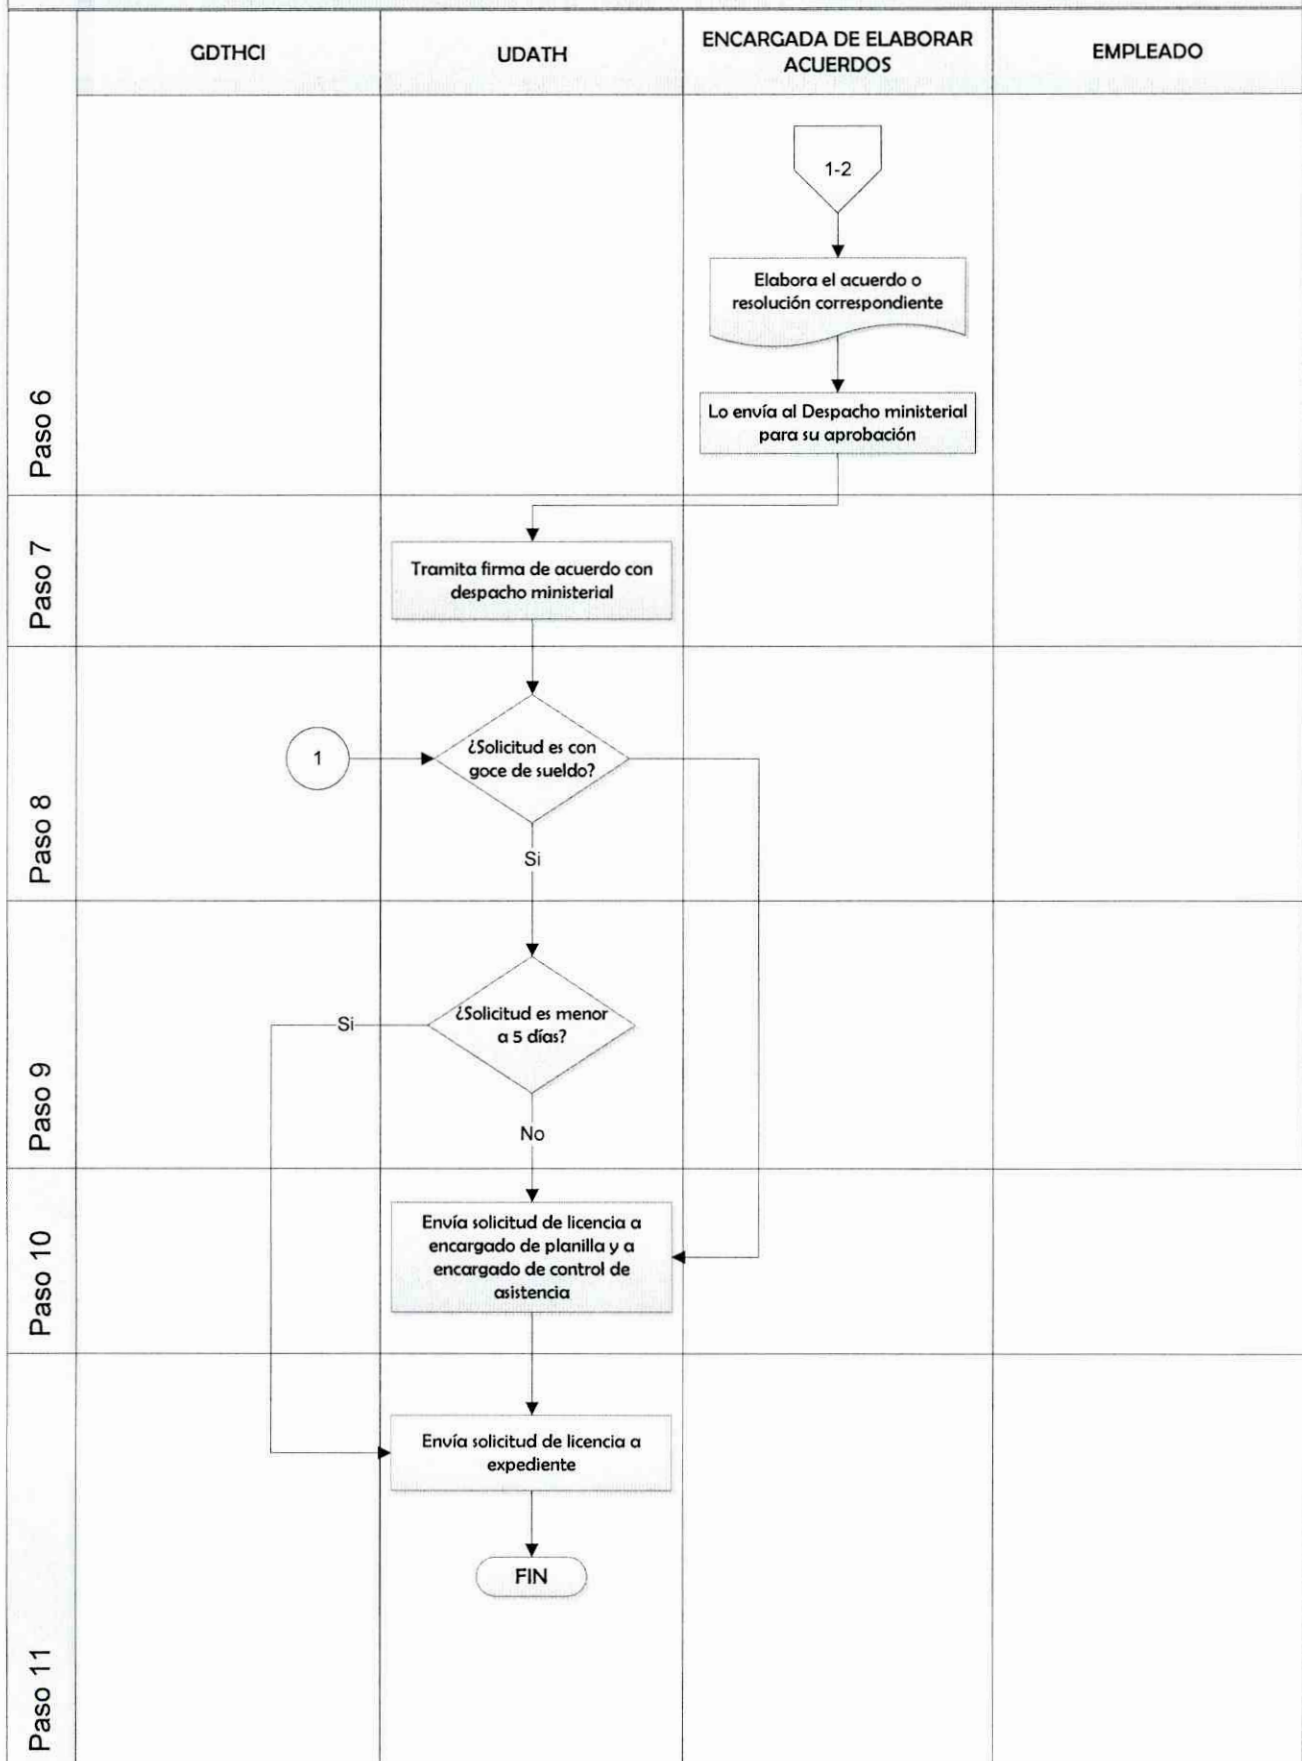 GDTHCI
UDATH
ENCARGADA DE ELABORAR
ACUERDOS
EMPLEADO
Paso 6
1-2
Elabora el acuerdo o
resolución correspondiente
Lo envía al Despacho ministerial
para su aprobación
Paso 7
Tramita firma de acuerdo con
despacho ministerial
Paso 8
1
¿Solicitud es con
goce de sueldo?
Si
Paso 9
¿Solicitud es menor
a 5 días?
Si
No
Paso 10
Envía solicitud de licencia a
encargado de planilla y a
encargado de control de
asistencia
Paso 11
Envía solicitud de licencia a
expediente
FIN